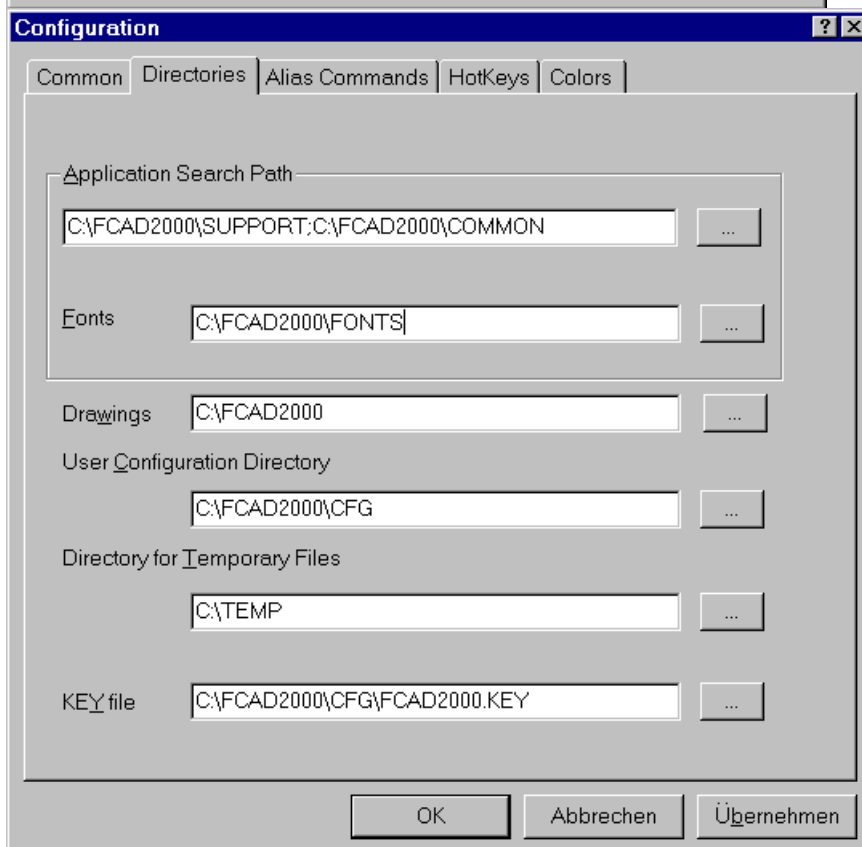 Configuration
Common Directories Alias Commands HotKeys Colors
Application Search Path
C:\FCAD2000\SUPPORT;C:\FCAD2000\COMMON ...
Fonts C:\FCAD2000\FONTS ...
Drawings C:\FCAD2000 ...
User Configuration Directory
C:\FCAD2000\CFG ...
Directory for Temporary Files
C:\TEMP ...
KEY file C:\FCAD2000\CFG\FCAD2000.KEY ...
OK Abbrechen Übernehmen